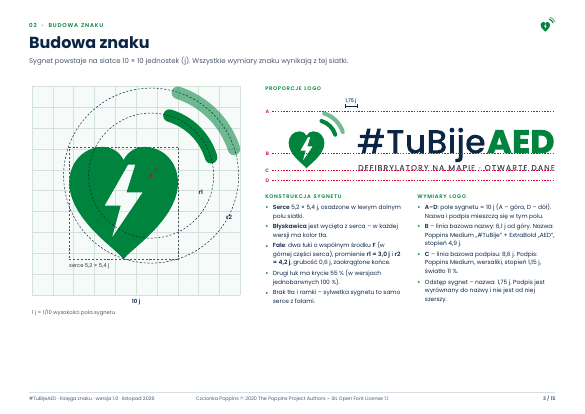 02 · BUDOWA ZNAKU
Budowa znaku
Sygnet powstaje na siatce 10 × 10 jednostek (j). Wszystkie wymiary znaku wynikają z tej siatki.
F
r1
r2
serce 5,2 × 5,4 j
10 j
1 j = 1/10 wysokości pola sygnetu
PROPORCJE LOGO
1,75 j
A
B
C
D
#TuBijeAED
DEFIBRYLATORY NA MAPIE · OTWARTE DANE
KONSTRUKCJA SYGNETU
• Serce 5,2 × 5,4 j, osadzone w lewym dolnym
polu siatki.
• Błyskawica jest wycięta z serca – w każdej
wersji ma kolor tła.
• Fale: dwa łuki o wspólnym środku F (w
górnej części serca), promienie r1 = 3,0 j i r2
= 4,2 j, grubość 0,6 j, zaokrąglone końce.
• Drugi łuk ma krycie 55 % (w wersjach
jednobarwnych 100 %).
• Brak tła i ramki – sylwetka sygnetu to samo
serce z falami.
WYMIARY LOGO
• A–D: pole sygnetu = 10 j (A – góra, D – dół).
Nazwa i podpis mieszczą się w tym polu.
• B – linia bazowa nazwy: 6,1 j od góry. Nazwa:
Poppins Medium „#TuBije” + ExtraBold „AED”,
stopień 4,9 j.
• C – linia bazowa podpisu: 8,6 j. Podpis:
Poppins Medium, wersaliki, stopień 1,15 j,
światło 11 %.
• Odstęp sygnet – nazwa: 1,75 j. Podpis jest
wyrównany do nazwy i nie jest od niej
szerszy.
#TuBijeAED · Księga znaku · wersja 1.0 · listopad 2026
Czcionka Poppins © 2020 The Poppins Project Authors – SIL Open Font License 1.1
3 / 15